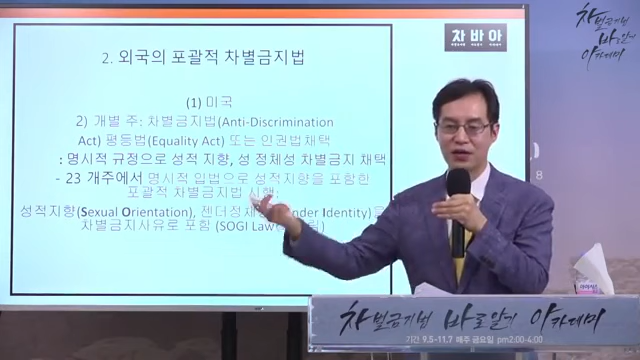 차바아
2. 외국의 포괄적 차별금지법
(1) 미국
2) 개별 주: 차별금지법(Anti-Discrimination
Act) 평등법(Equality Act) 또는 인권법채택
: 명시적 규정으로 성적 지향, 성 정체성 차별금지 채택
- 23 개주에서 명시적 입법으로 성적지향을 포함한
포괄적 차별금지법 시행
성적지향(Sexual Orientation), 젠더정체 Identity)을
차별금지사유로 포함 (SOGI Law
차별금지법
바로알기
아카데미
8
차별금지법 바로알기 아카데미
기간 9.5-11.7 매주 금요일 pm2:00-4:00